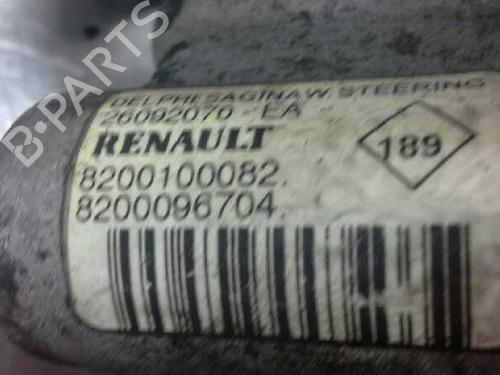 B-PARTS
DELPHI SAGINAW STEERING
26092070-EA
RENAULT
189
8200100082.
8200096704.